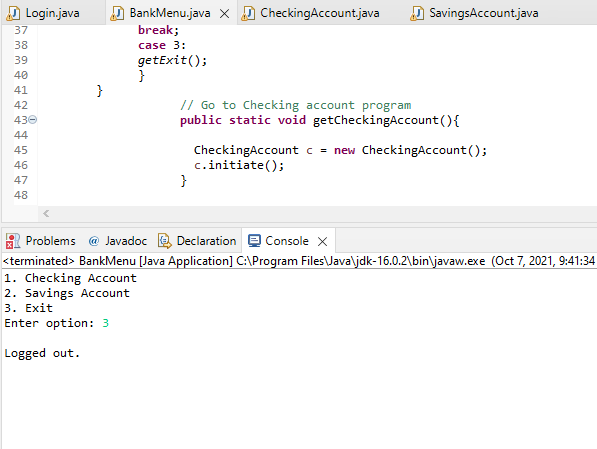 Login.java BankMenu.java CheckingAccount.java SavingsAccount.java
37 break;
38 case 3:
39 getExit();
40 }
41 }
42 // Go to Checking account program
43 public static void getCheckingAccount(){
44
45 CheckingAccount c = new CheckingAccount();
46 c.initiate();
47 }
48
Problems @ Javadoc Declaration Console
<terminated> BankMenu [Java Application] C:\Program Files\Java\jdk-16.0.2\bin\javaw.exe (Oct 7, 2021, 9:41:34
1. Checking Account
2. Savings Account
3. Exit
Enter option: 3
Logged out.